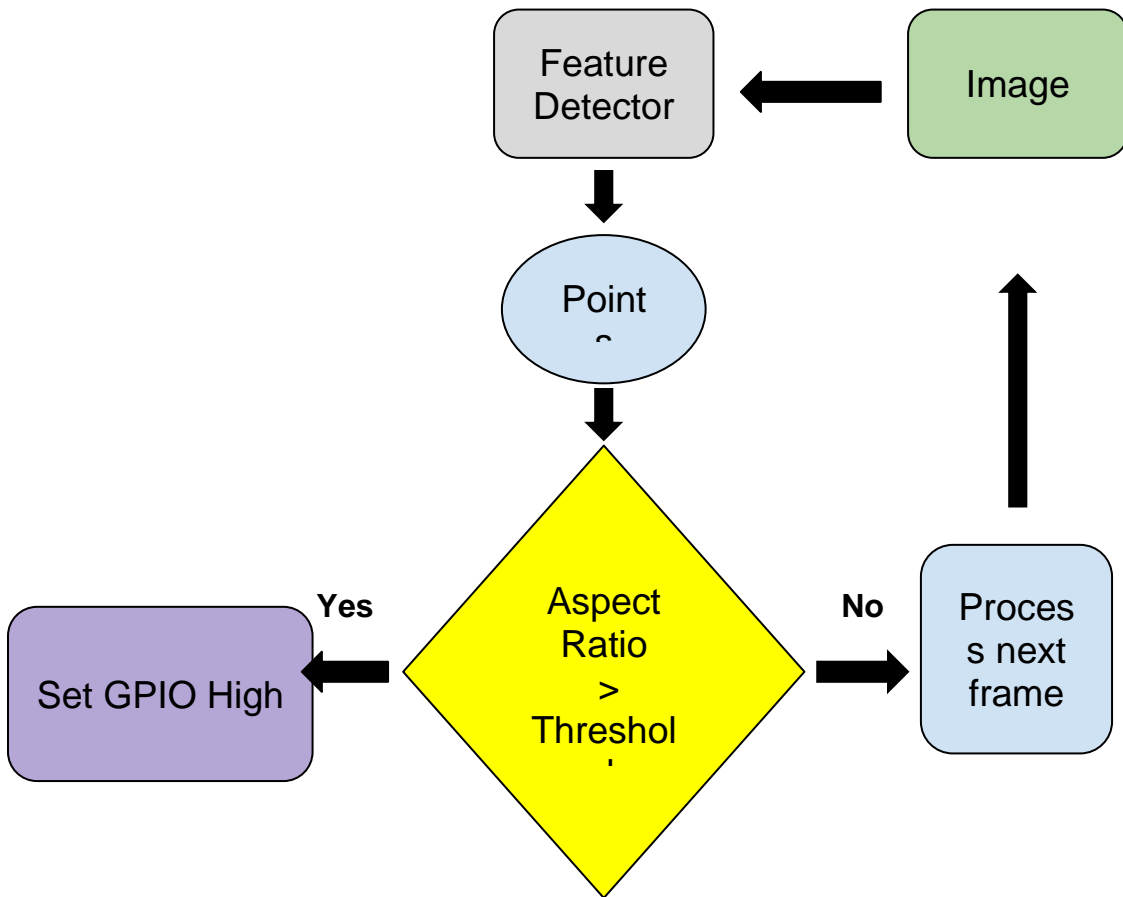 Feature
Detector
Image
Point
Yes
Aspect
Ratio
>
Threshol
No
Proces
s next
frame
Set GPIO High